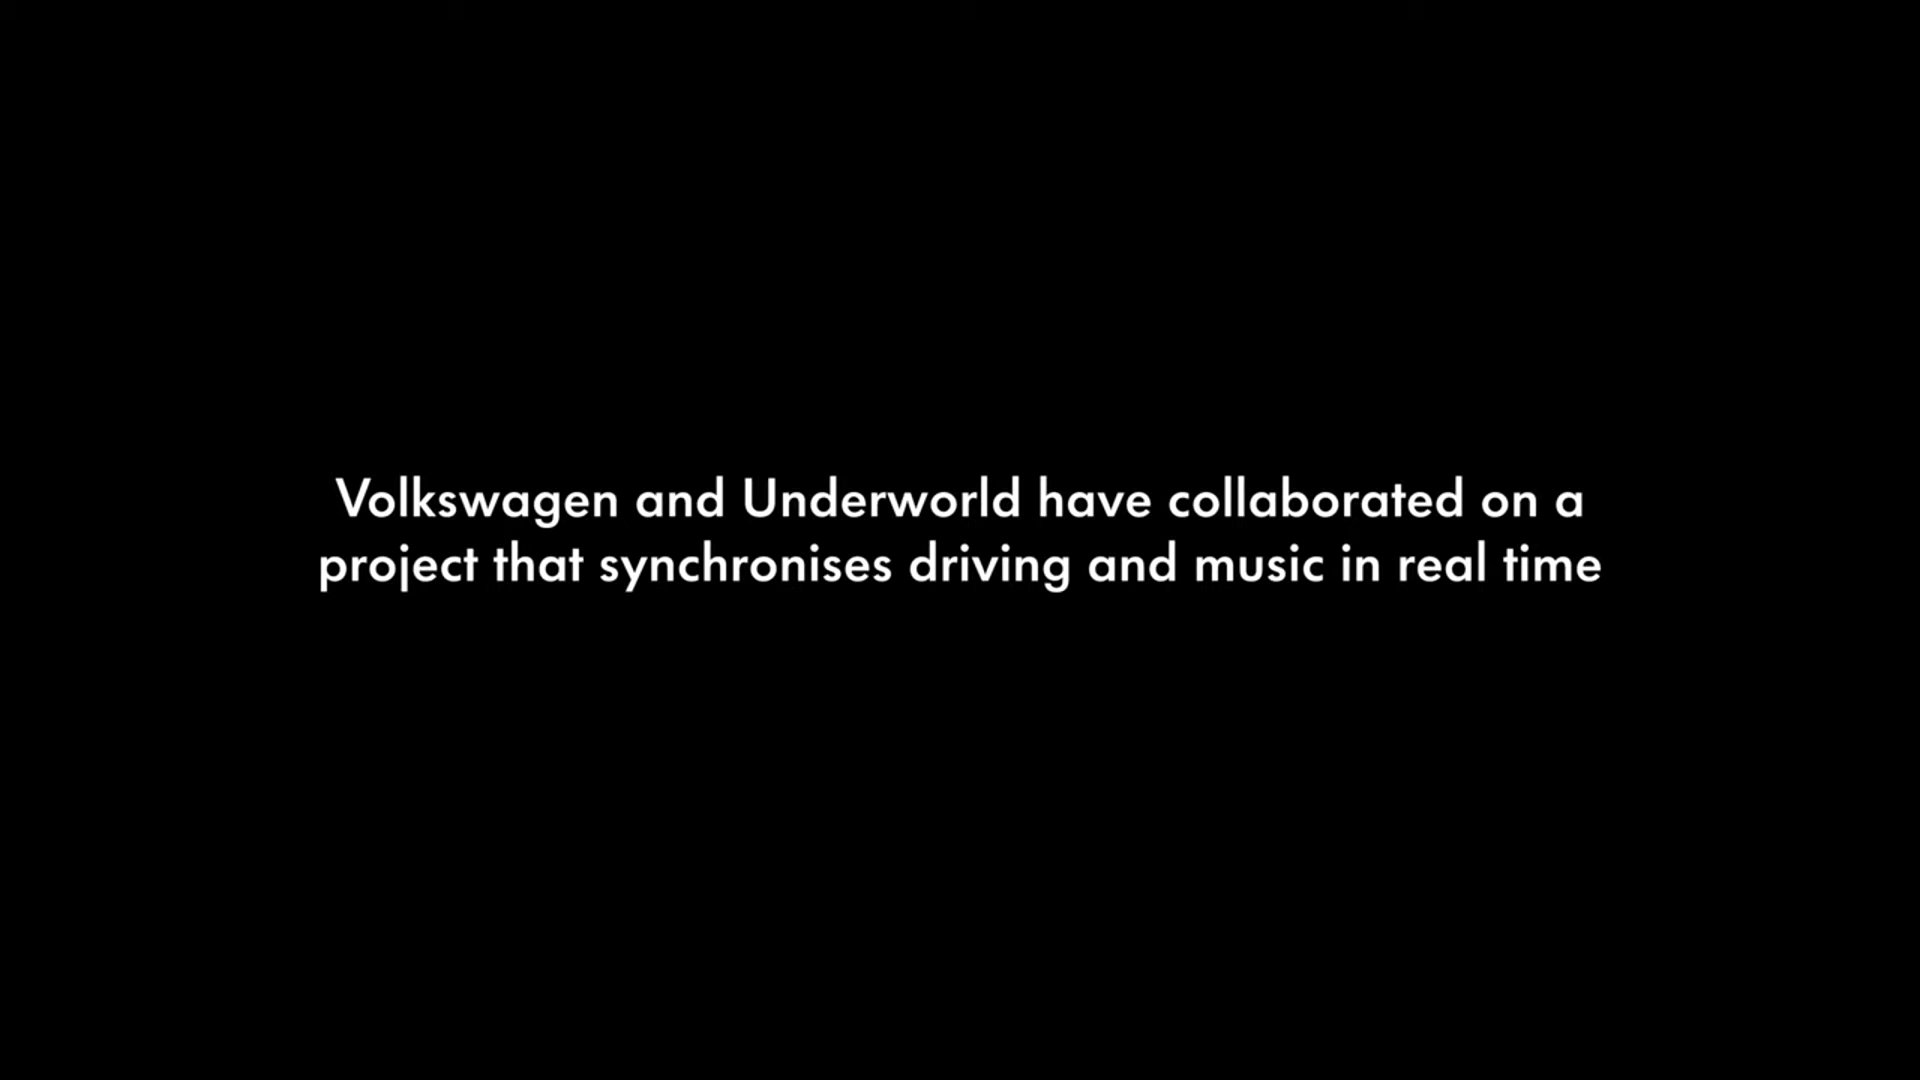 Volkswagen and Underworld have collaborated on a
project that synchronises driving and music in real time